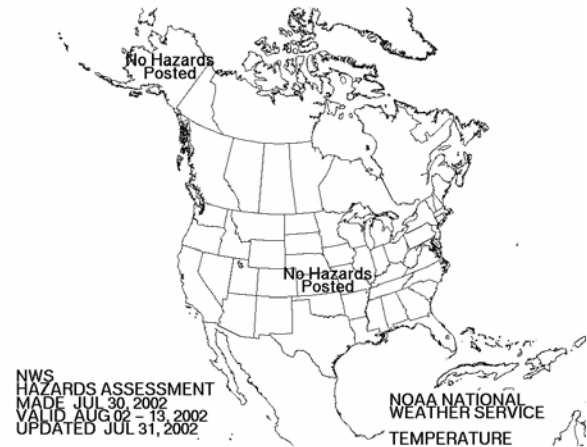 No Hazards
Posted
No Hazards
Posted
NWS
HAZARDS ASSESSMENT
MADE JUL 30, 2002
VALID AUG 02 - 13, 2002
UPDATED JUL 31, 2002
NOAA NATIONAL
WEATHER SERVICE
TEMPERATURE